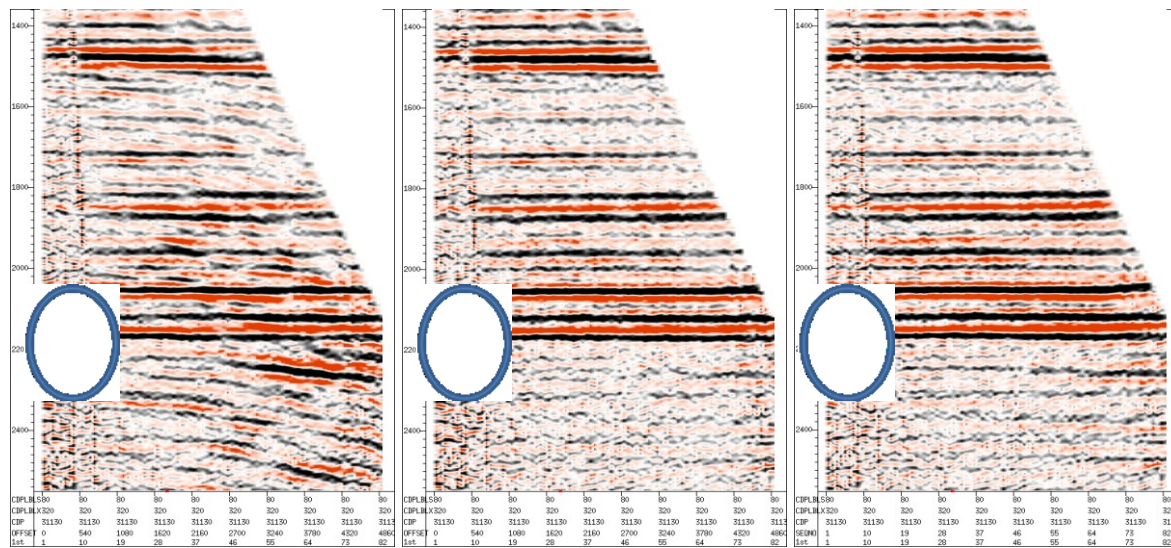 1400 1400 1400
1600 1600 1600
1800 1800 1800
2000 2000 2000
220 220 220
2400 2400 2400
CDPLBLS 80 80 80 80 80 80 80 80 80 80 CDPLBLS 80 80 80 80 80 80 80 80 80 80 CDPLBLS 80 80 80 80 80 80 80 80 80 80
CDPLBLX 320 320 320 320 320 320 320 320 320 320 CDPLBLX 320 320 320 320 320 320 320 320 320 320 CDPLBLX 320 320 320 320 320 320 320 320 320 320
CDP 31130 31130 31130 31130 31130 31130 31130 31130 31130 3113 CDP 31130 31130 31130 31130 31130 31130 31130 31130 31130 3113 CDP 31130 31130 31130 31130 31130 31130 31130 31130 31130 311
OFFSET 0 540 1080 1620 2160 2700 3240 3780 4320 4860 OFFSET 0 540 1080 1620 2160 2700 3240 3780 4320 4860 SEQNO 1 10 19 28 37 46 55 64 73 82
1st 1 10 19 28 37 46 55 64 73 82 1st 1 10 19 28 37 46 55 64 73 82 1st 1 10 19 28 37 46 55 64 73 82